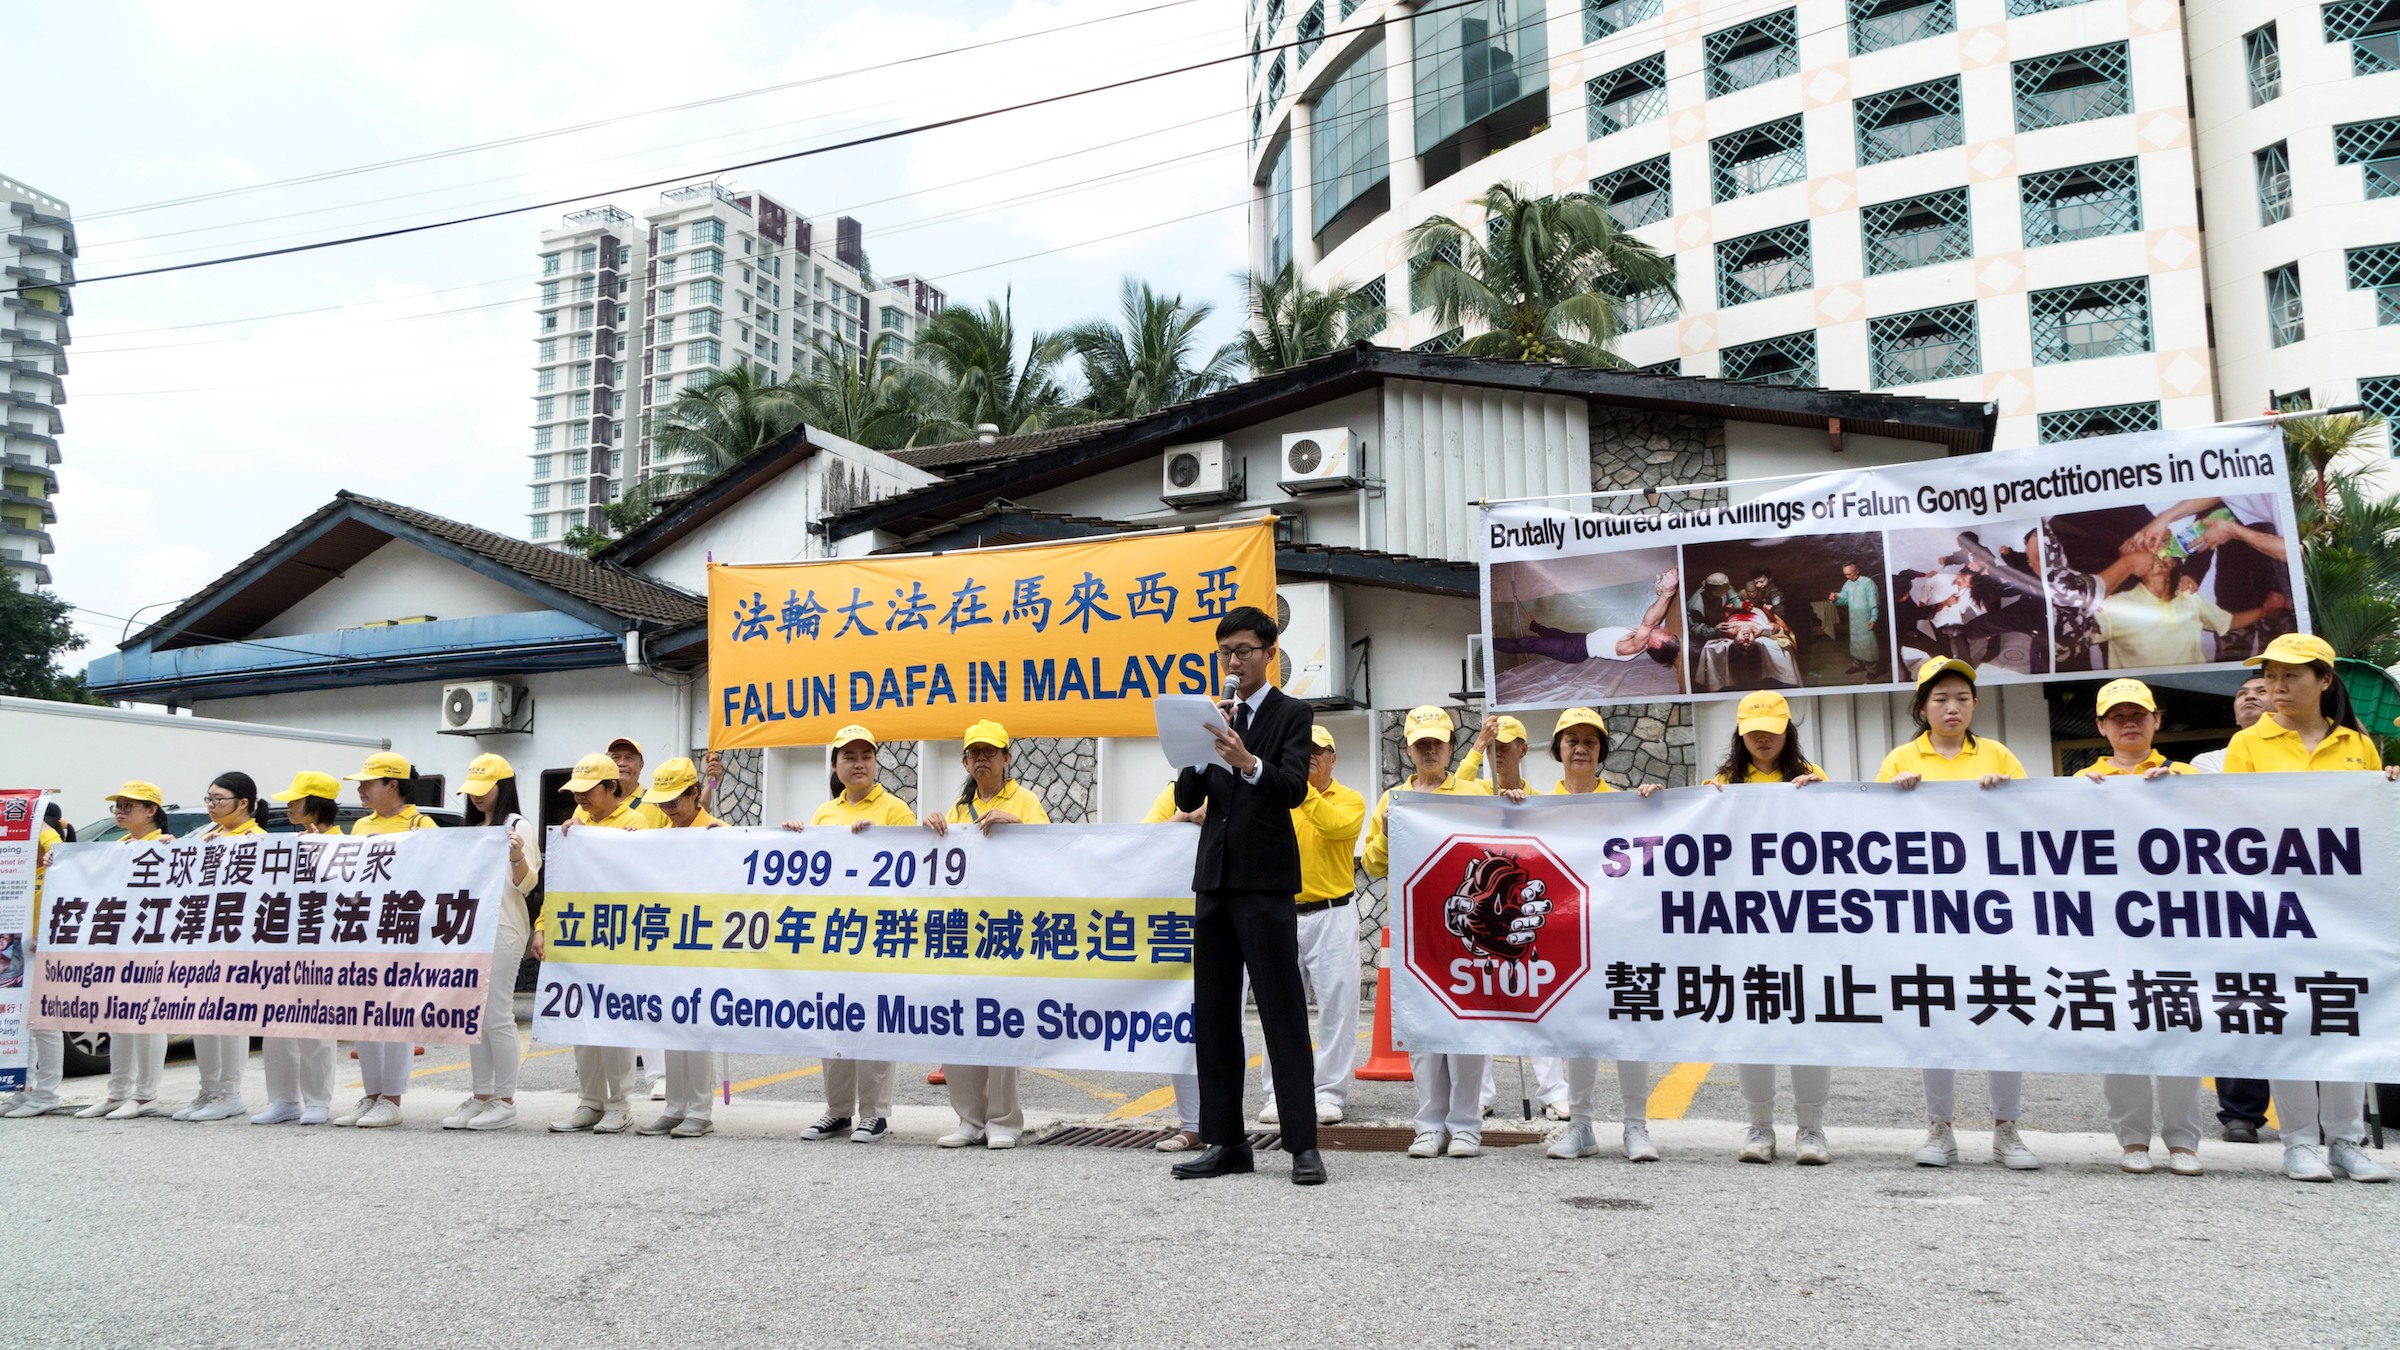 法輪大法在馬來西亞
FALUN DAFA IN MALAYSI
Brutally Tortured and Killings of Falun Gong practitioners in China
全球聲援中國民衆
控告江澤民迫害法輪功
Sokongan dunia kepada rakyat China atas dakwaan
terhadap Jiang Zemin dalam penindasan Falun Gong
1999 - 2019
立即停止20年的群體滅絕迫害
20 Years of Genocide Must Be Stopped
STOP
STOP FORCED LIVE ORGAN
HARVESTING IN CHINA
幫助制止中共活摘器官